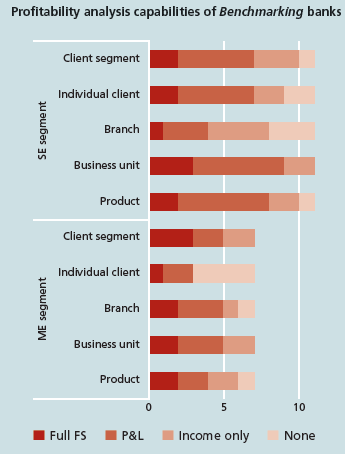 Profitability analysis capabilities of Benchmarking banks
SE segment
Client segment
Individual client
Branch
Business unit
Product
ME segment
Client segment
Individual client
Branch
Business unit
Product
0 5 10
Full FS P&L Income only None